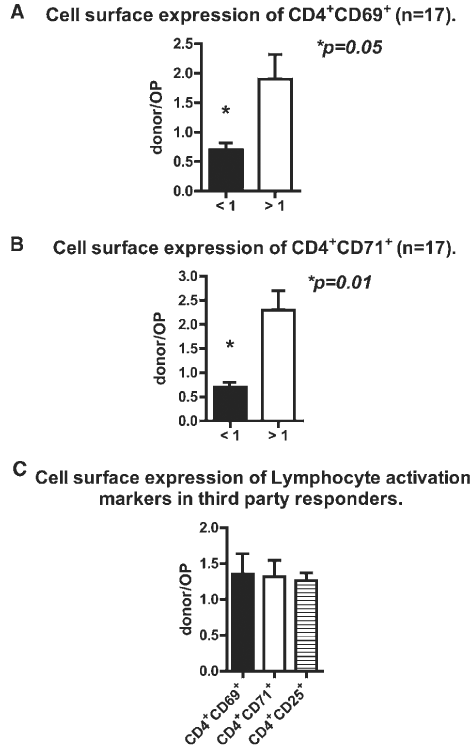 A
Cell surface expression of CD4⁺CD69⁺ (n=17).
*p=0.05
donor/OP
2.5
2.0
1.5
1.0
0.5
0.0
*
< 1 > 1
B
Cell surface expression of CD4⁺CD71⁺ (n=17).
*p=0.01
donor/OP
3.0
2.5
2.0
1.5
1.0
0.5
0.0
*
< 1 > 1
C
Cell surface expression of Lymphocyte activation
markers in third party responders.
donor/OP
2.0
1.5
1.0
0.5
0.0
CD4⁺CD69⁺
CD4⁺CD71⁺
CD4⁺CD25⁺